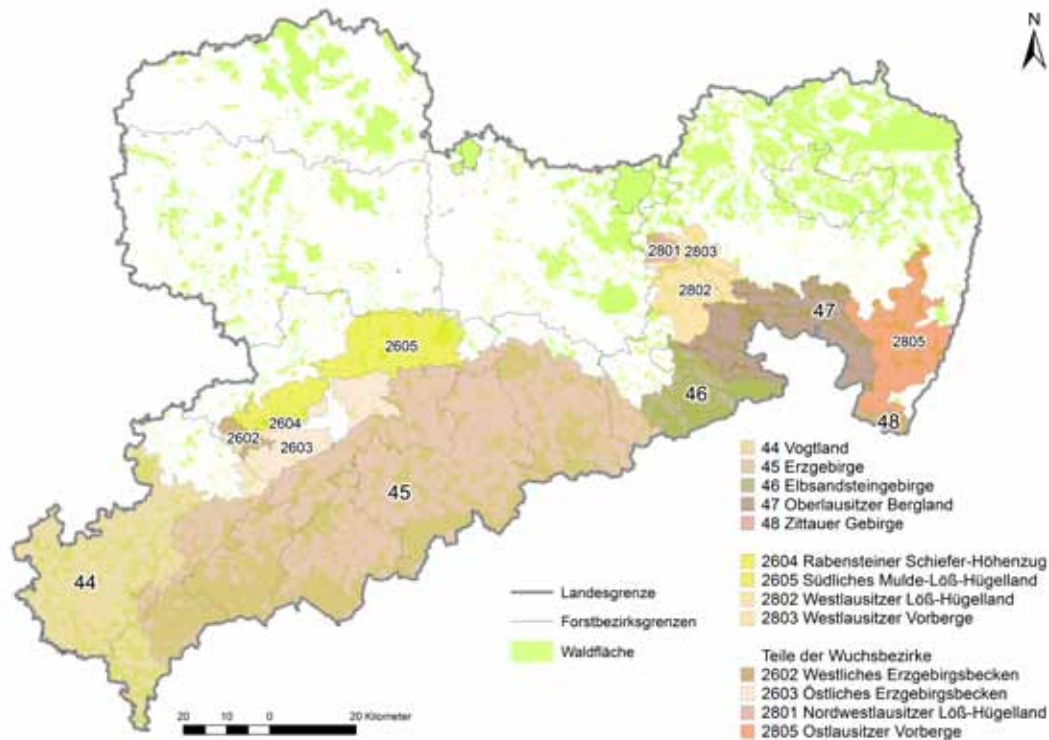 N
2801 2803
2802
47
2605
2805
46
2604
2602
2603
48
45
44
44 Vogtland
45 Erzgebirge
46 Elbsandsteingebirge
47 Oberlausitzer Bergland
48 Zittauer Gebirge
2604 Rabensteiner Schiefer-Höhenzug
2605 Südliches Mulde-Löß-Hügelland
2802 Westlausitzer Löß-Hügelland
2803 Westlausitzer Vorberge
Teile der Wuchsbezirke
2602 Westliches Erzgebirgsbecken
2603 Östliches Erzgebirgsbecken
2801 Nordwestlausitzer Löß-Hügelland
2805 Ostlausitzer Vorberge
Landesgrenze
Forstbezirksgrenzen
Waldfläche
20 10 0 20 Kilometer